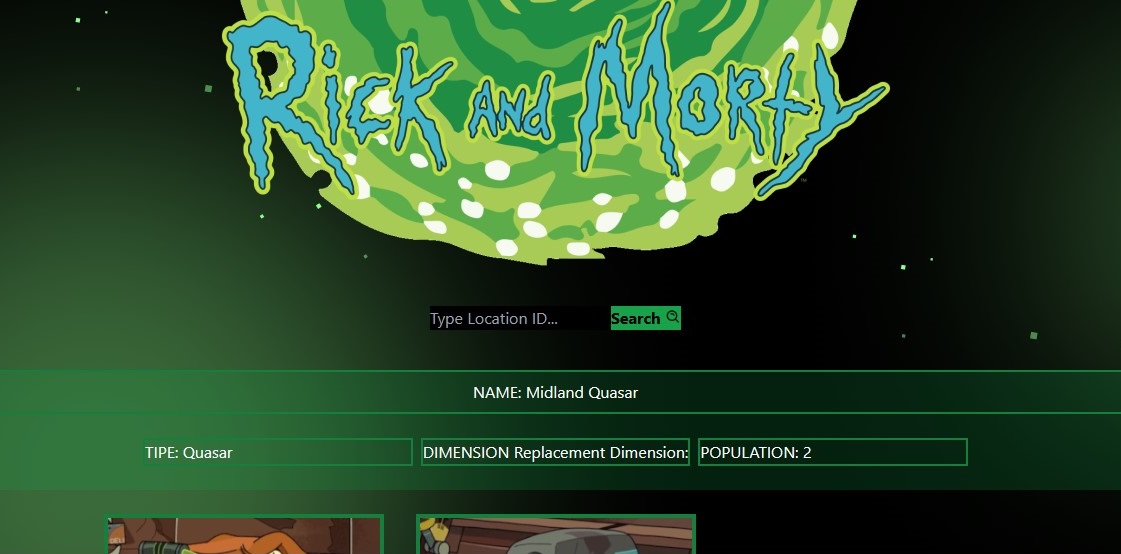 Rick and Morty
Type Location ID...
Search
NAME: Midland Quasar
TIPE: Quasar
DIMENSION Replacement Dimension:
POPULATION: 2